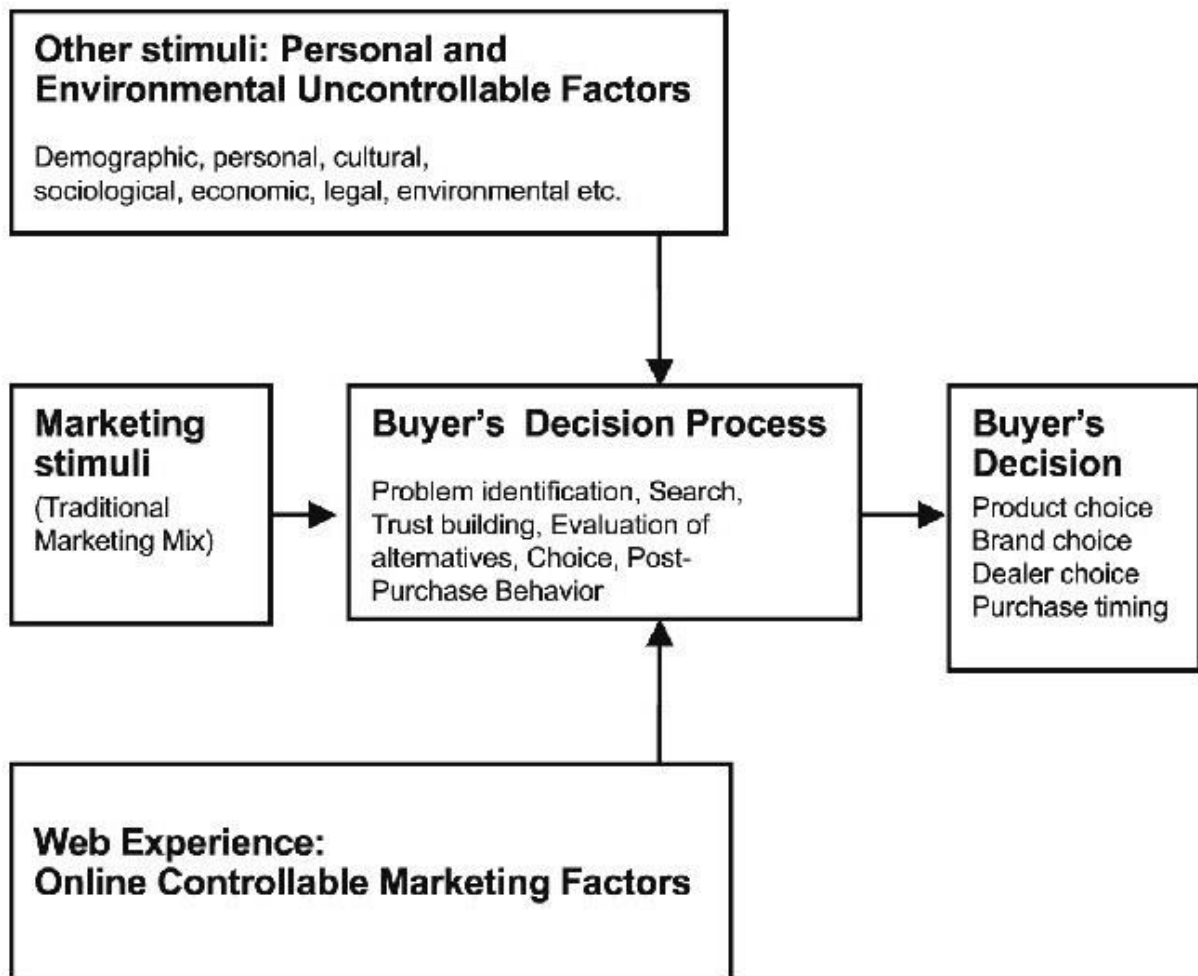 Other stimuli: Personal and
Environmental Uncontrollable Factors
Demographic, personal, cultural,
sociological, economic, legal, environmental etc.
Marketing
stimuli
(Traditional
Marketing Mix)
Buyer's Decision Process
Problem identification, Search,
Trust building, Evaluation of
alternatives, Choice, Post-
Purchase Behavior
Buyer's
Decision
Product choice
Brand choice
Dealer choice
Purchase timing
Web Experience:
Online Controllable Marketing Factors